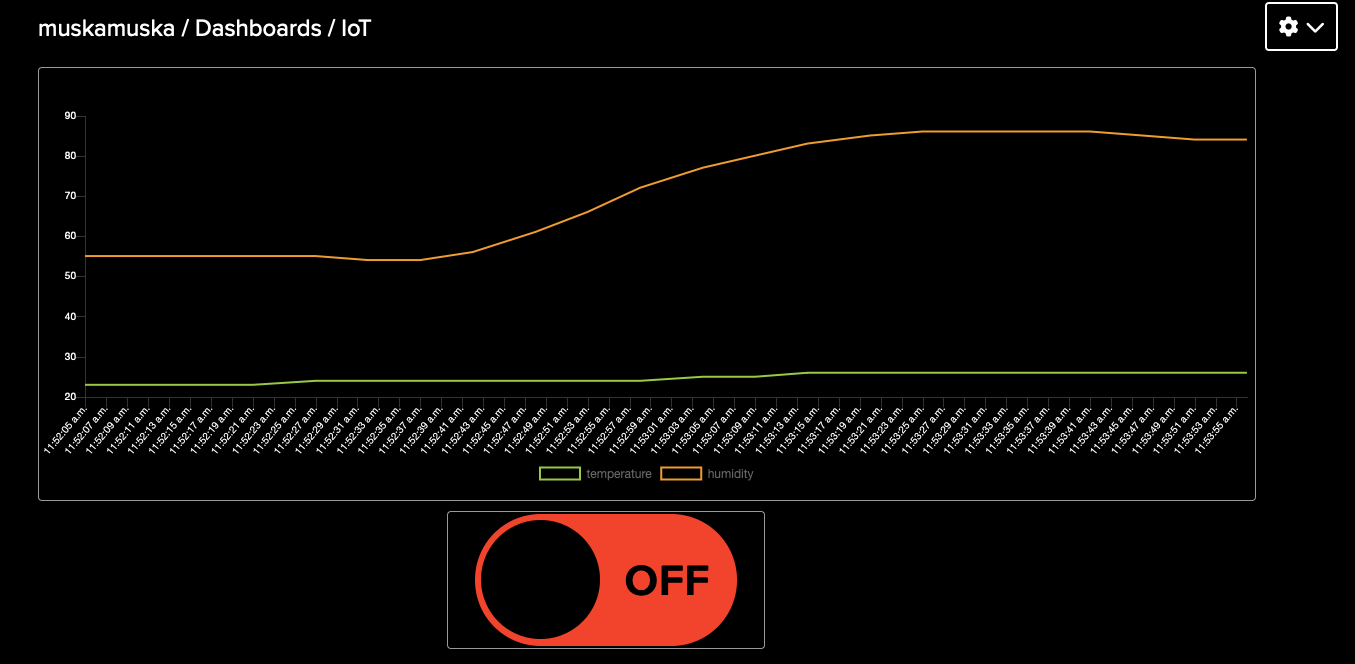 muskamuska / Dashboards / IoT
90
80
70
60
50
40
30
20
11:52:05 a.m.
11:52:07 a.m.
11:52:09 a.m.
11:52:11 a.m.
11:52:13 a.m.
11:52:15 a.m.
11:52:17 a.m.
11:52:19 a.m.
11:52:21 a.m.
11:52:23 a.m.
11:52:25 a.m.
11:52:27 a.m.
11:52:29 a.m.
11:52:31 a.m.
11:52:33 a.m.
11:52:35 a.m.
11:52:37 a.m.
11:52:39 a.m.
11:52:41 a.m.
11:52:43 a.m.
11:52:45 a.m.
11:52:47 a.m.
11:52:49 a.m.
11:52:51 a.m.
11:52:53 a.m.
11:52:55 a.m.
11:52:57 a.m.
11:52:59 a.m.
11:53:01 a.m.
11:53:03 a.m.
11:53:05 a.m.
11:53:07 a.m.
11:53:09 a.m.
11:53:11 a.m.
11:53:13 a.m.
11:53:15 a.m.
11:53:17 a.m.
11:53:19 a.m.
11:53:21 a.m.
11:53:23 a.m.
11:53:25 a.m.
11:53:27 a.m.
11:53:29 a.m.
11:53:31 a.m.
11:53:33 a.m.
11:53:35 a.m.
11:53:37 a.m.
11:53:39 a.m.
11:53:41 a.m.
11:53:43 a.m.
11:53:45 a.m.
11:53:47 a.m.
11:53:49 a.m.
11:53:51 a.m.
11:53:53 a.m.
11:53:55 a.m.
temperature humidity
OFF